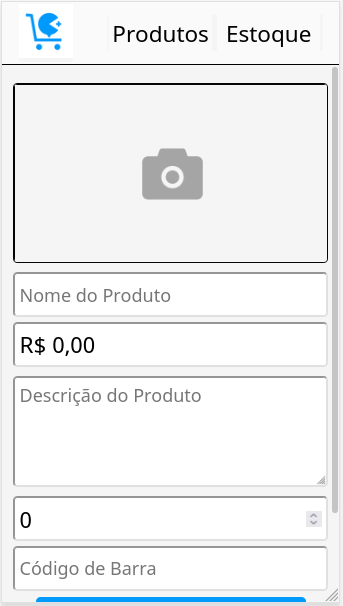 Produtos Estoque
Nome do Produto
R$ 0,00
Descrição do Produto
0
Código de Barra